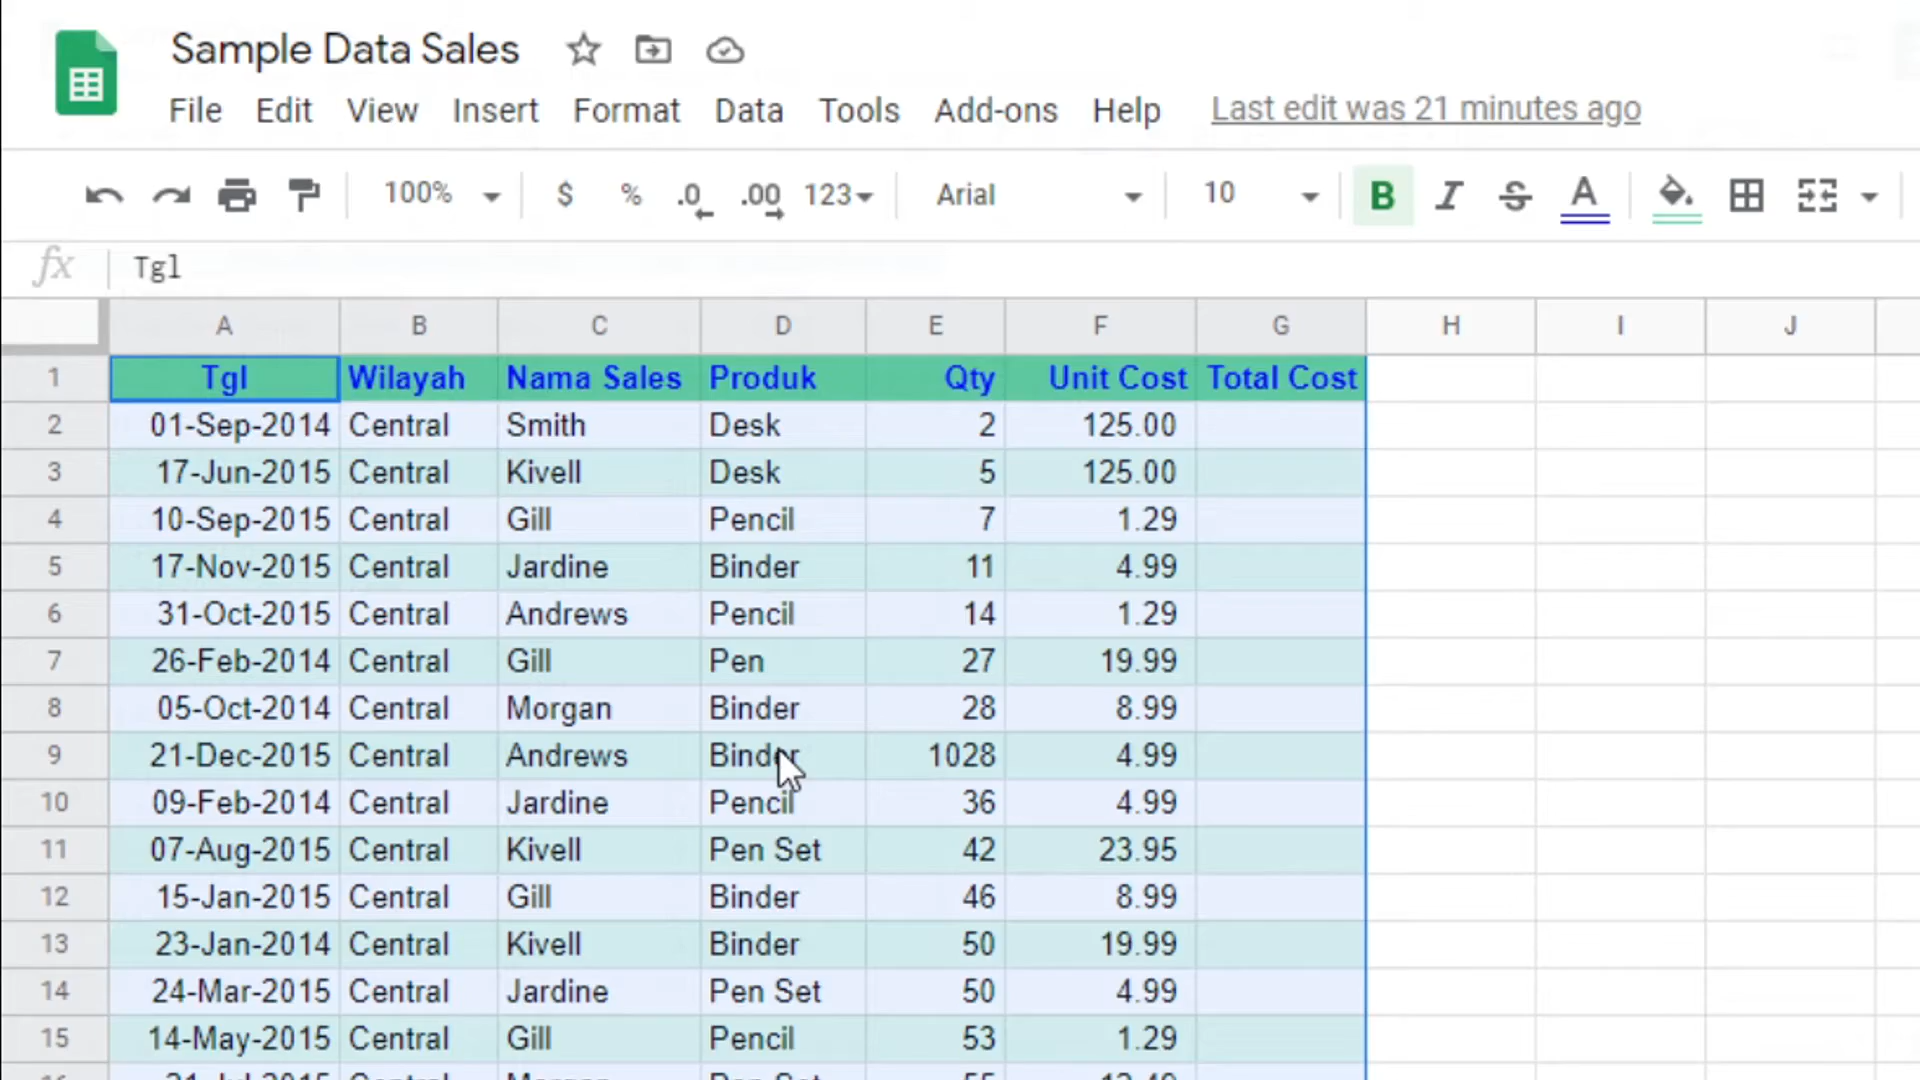 Sample Data Sales
File Edit View Insert Format Data Tools Add-ons Help Last edit was 21 minutes ago
100% $ % .0 .00 123 Arial 10 B I S A
fx Tgl
A B C D E F G H I J
1 Tgl Wilayah Nama Sales Produk Qty Unit Cost Total Cost
2 01-Sep-2014 Central Smith Desk 2 125.00
3 17-Jun-2015 Central Kivell Desk 5 125.00
4 10-Sep-2015 Central Gill Pencil 7 1.29
5 17-Nov-2015 Central Jardine Binder 11 4.99
6 31-Oct-2015 Central Andrews Pencil 14 1.29
7 26-Feb-2014 Central Gill Pen 27 19.99
8 05-Oct-2014 Central Morgan Binder 28 8.99
9 21-Dec-2015 Central Andrews Binder 1028 4.99
10 09-Feb-2014 Central Jardine Pencil 36 4.99
11 07-Aug-2015 Central Kivell Pen Set 42 23.95
12 15-Jan-2015 Central Gill Binder 46 8.99
13 23-Jan-2014 Central Kivell Binder 50 19.99
14 24-Mar-2015 Central Jardine Pen Set 50 4.99
15 14-May-2015 Central Gill Pencil 53 1.29